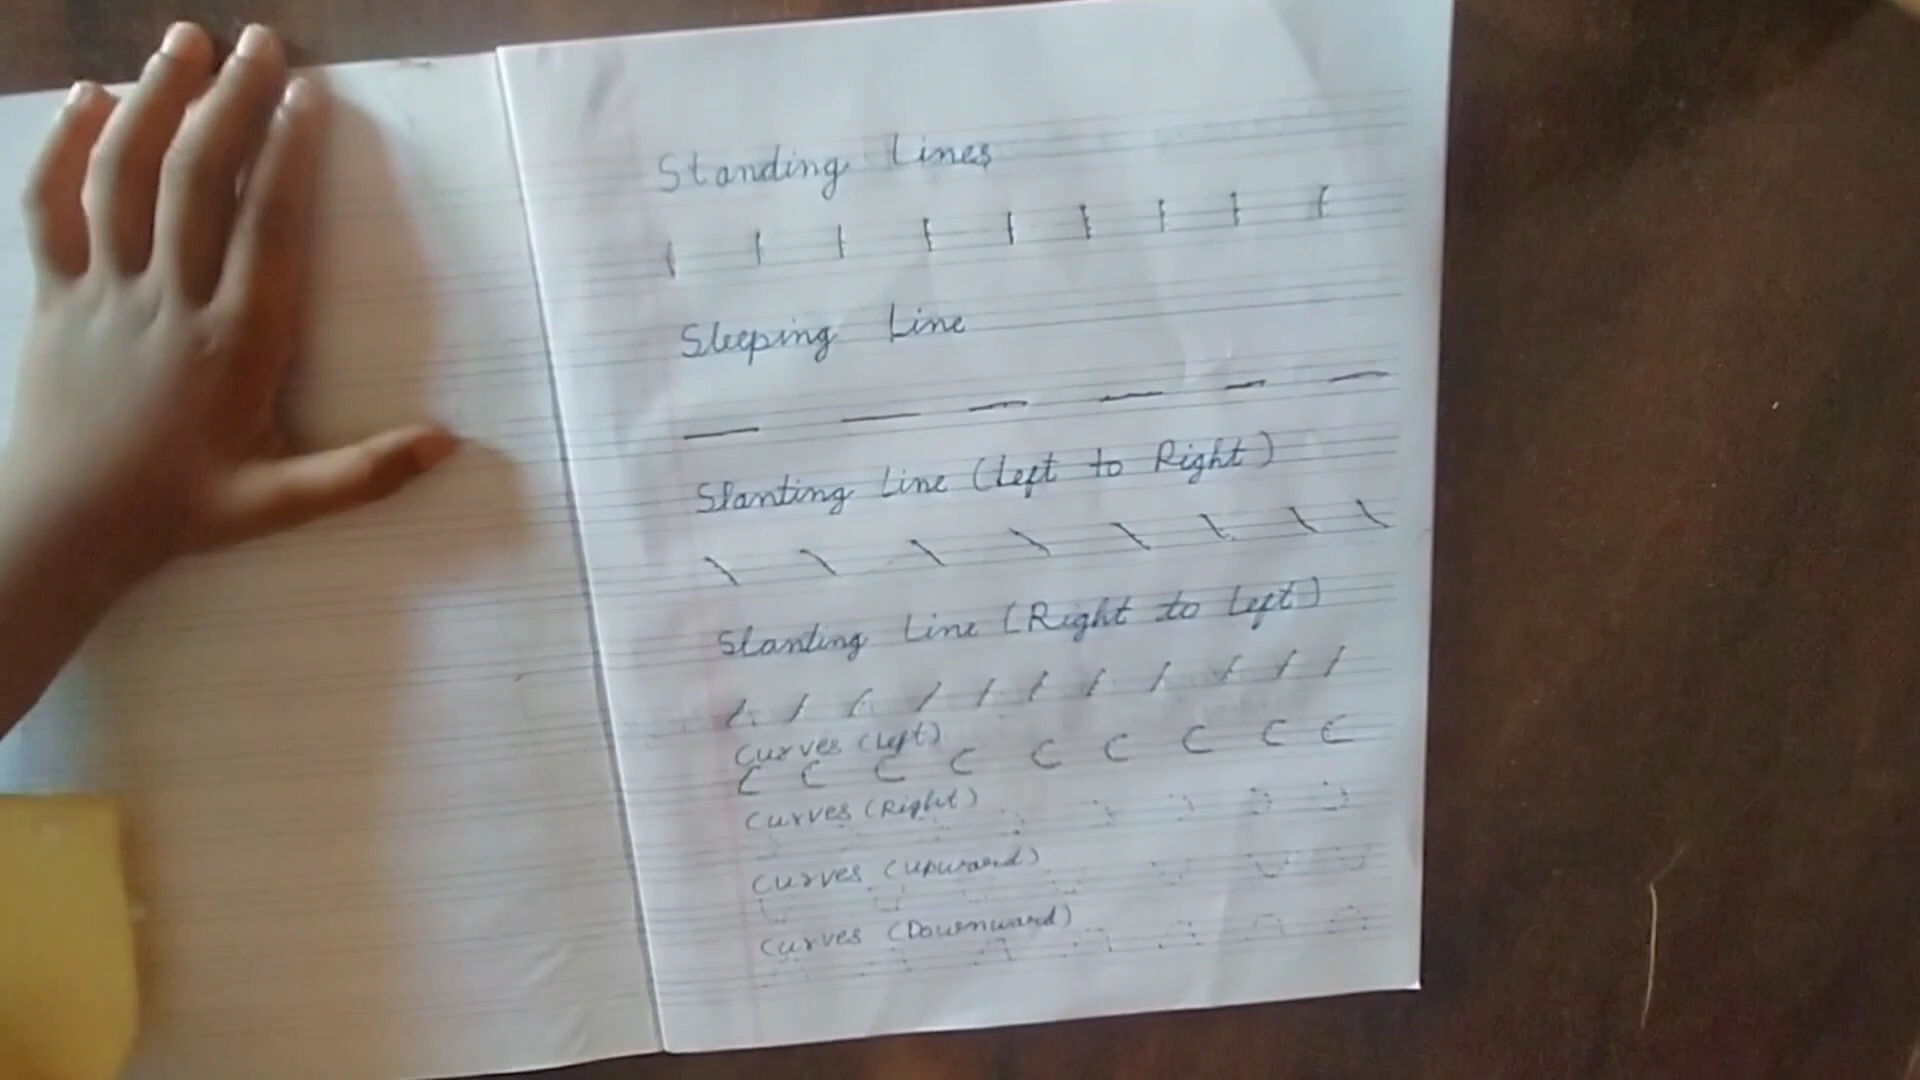 Standing Lines
Sleeping Line
Slanting Line (Left to Right)
Slanting Line (Right to Left)
Curves (Left)
C C C C C C C C C
Curves (Right)
Curves (Upward)
Curves (Downward)